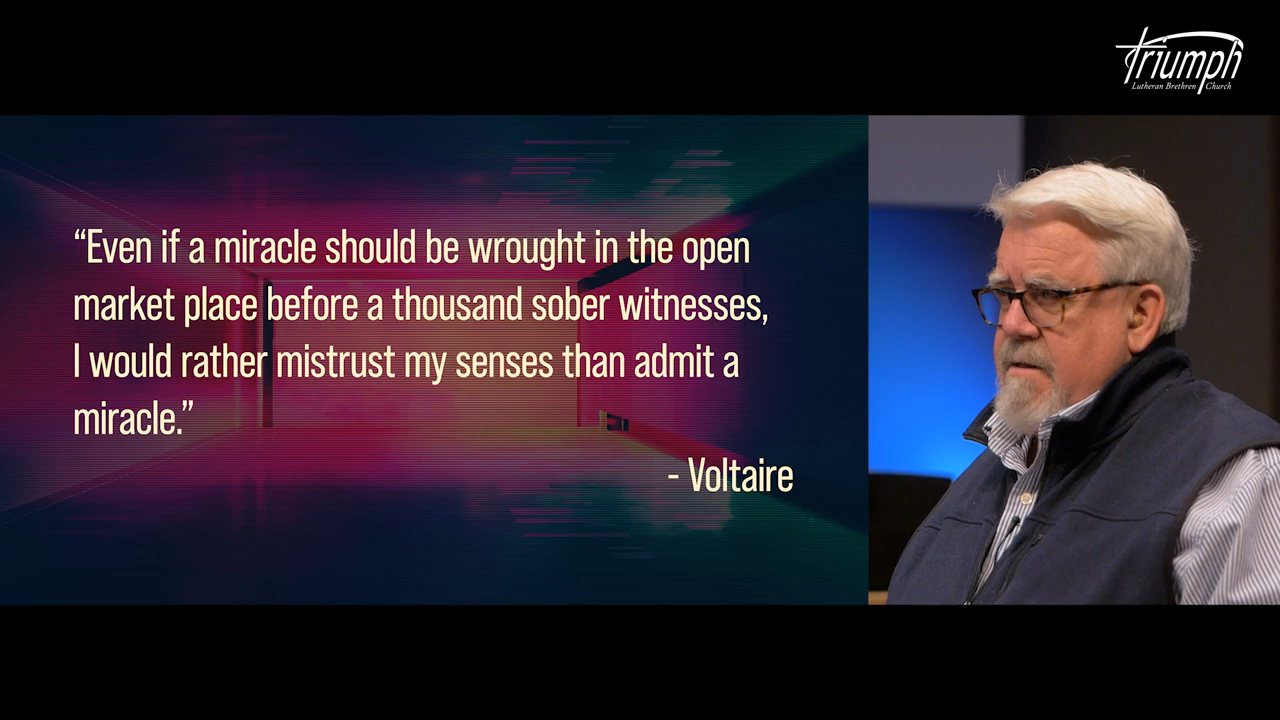 triumph
Lutheran Brethren Church
“Even if a miracle should be wrought in the open
market place before a thousand sober witnesses,
I would rather mistrust my senses than admit a
miracle.”
- Voltaire